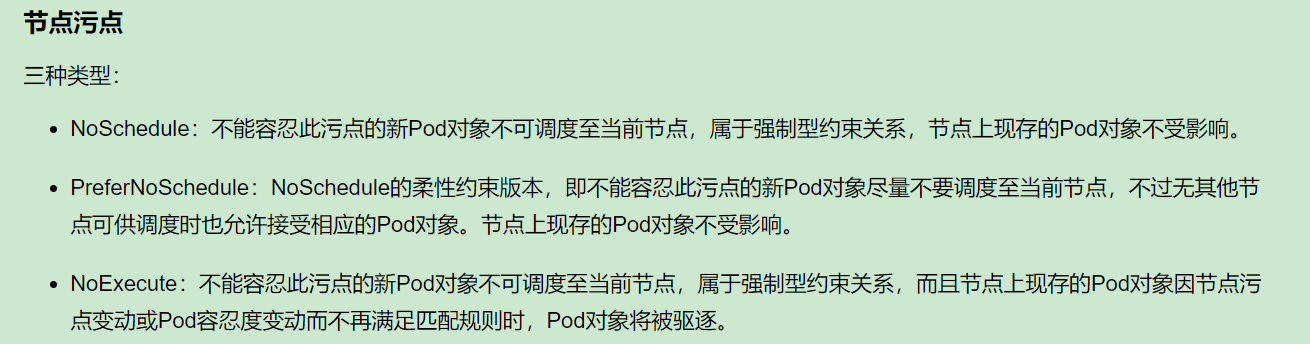 节点污点
三种类型：
• NoSchedule：不能容忍此污点的新Pod对象不可调度至当前节点，属于强制型约束关系，节点上现存的Pod对象不受影响。
• PreferNoSchedule：NoSchedule的柔性约束版本，即不能容忍此污点的新Pod对象尽量不要调度至当前节点，不过无其他节
点可供调度时也允许接受相应的Pod对象。节点上现存的Pod对象不受影响。
• NoExecute：不能容忍此污点的新Pod对象不可调度至当前节点，属于强制型约束关系，而且节点上现存的Pod对象因节点污
点变动或Pod容忍度变动而不再满足匹配规则时，Pod对象将被驱逐。